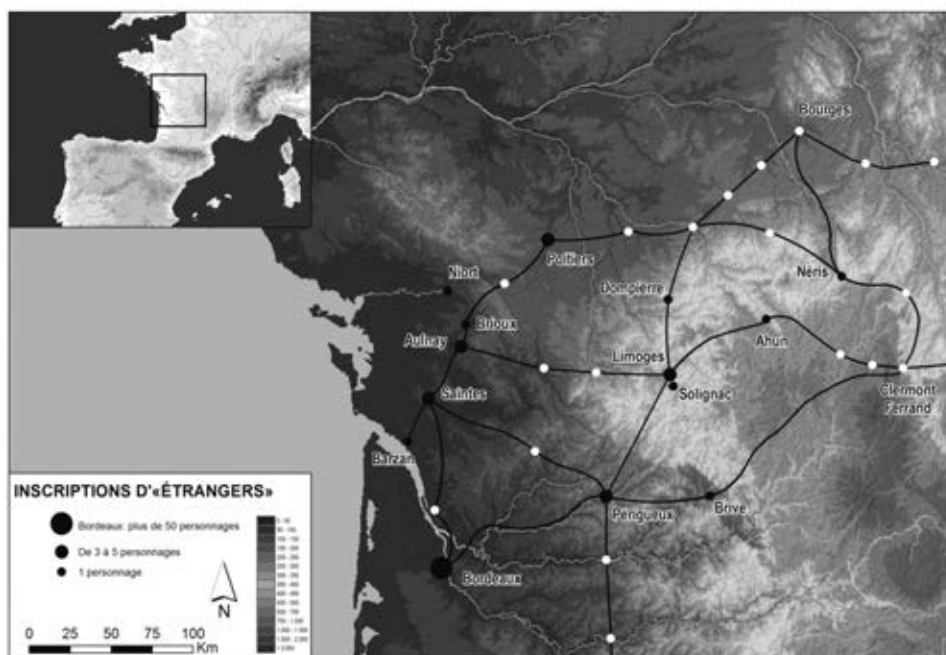 Bourges
Poitiers
Niort
Néris
Dompierre
Brioux
Aulnay
Ahun
Limoges
Solignac
Clermont
Ferrand
Saintes
Barzan
Périgueux
Brive
Bordeaux
INSCRIPTIONS D'«ÉTRANGERS»
Bordeaux: plus de 50 personnages
De 3 à 5 personnages
1 personnage
N
0 25 50 75 100
Km